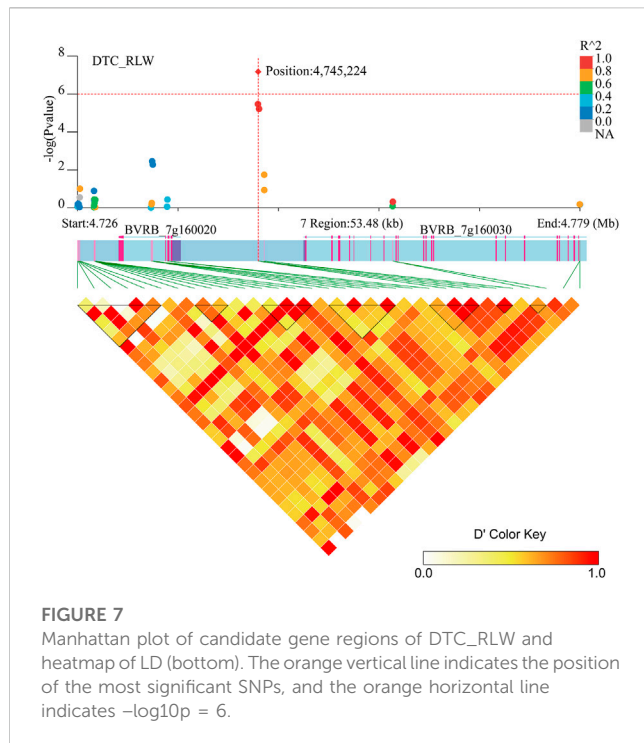 DTC_RLW
Position:4,745,224
8
6
4
2
0
-log(Pvalue)
R^2
1.0
0.8
0.6
0.4
0.2
0.0
NA
Start:4.726
BVRB_7g160020
7 Region:53.48 (kb)
BVRB_7g160030
End:4.779 (Mb)
D' Color Key
0.0
1.0
FIGURE 7
Manhattan plot of candidate gene regions of DTC_RLW and
heatmap of LD (bottom). The orange vertical line indicates the position
of the most significant SNPs, and the orange horizontal line
indicates –log10p = 6.